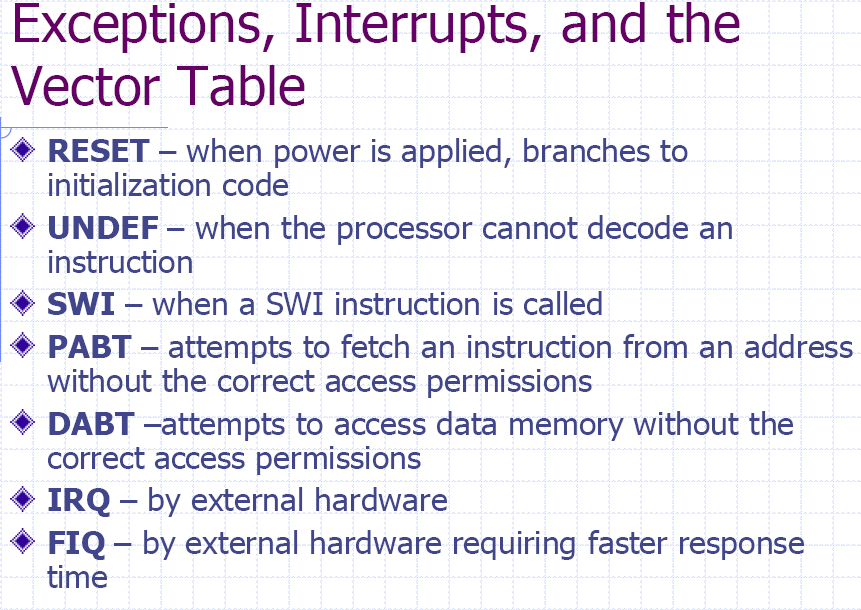 Exceptions, Interrupts, and the
Vector Table
RESET – when power is applied, branches to
initialization code
UNDEF – when the processor cannot decode an
instruction
SWI – when a SWI instruction is called
PABT – attempts to fetch an instruction from an address
without the correct access permissions
DABT –attempts to access data memory without the
correct access permissions
IRQ – by external hardware
FIQ – by external hardware requiring faster response
time